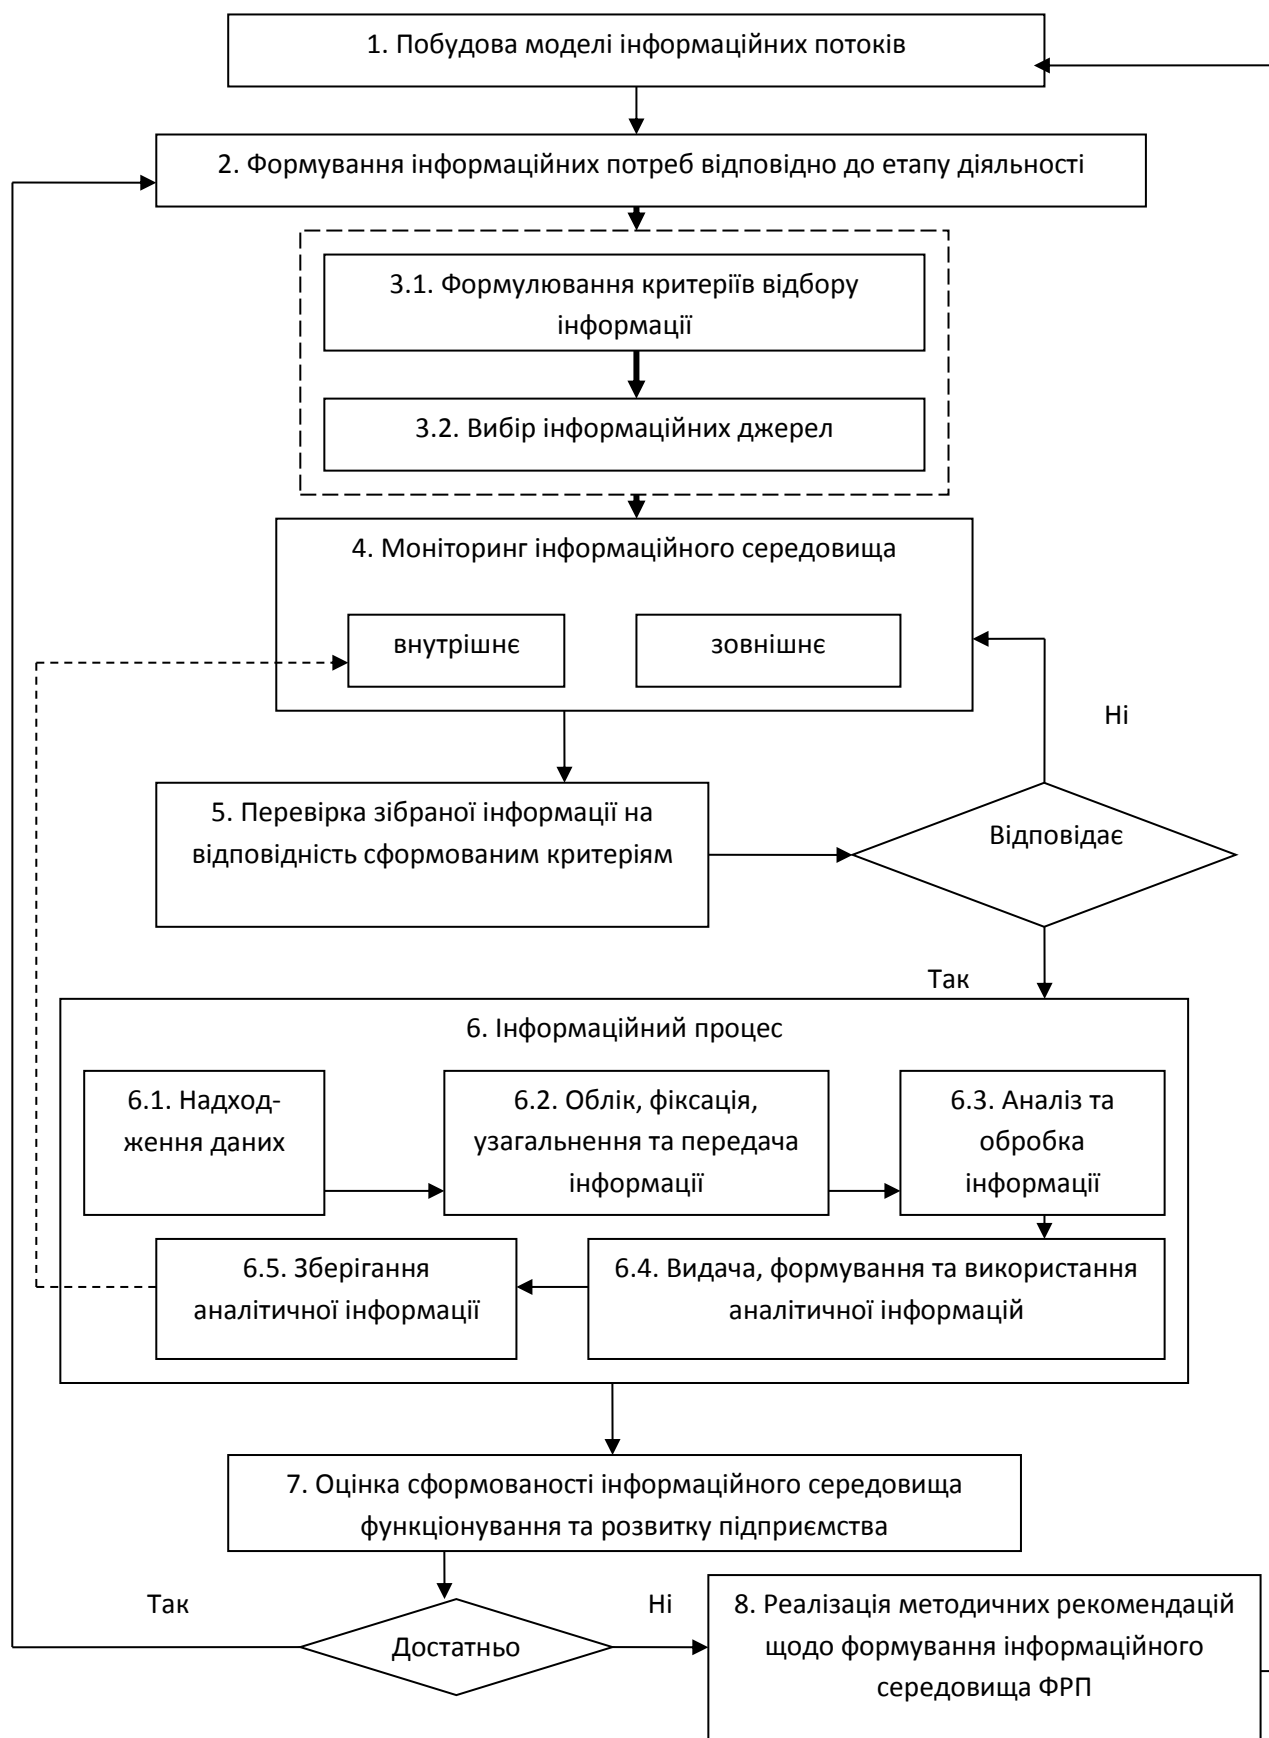 1. Побудова моделі інформаційних потоків
2. Формування інформаційних потреб відповідно до етапу діяльності
3.1. Формулювання критеріїв відбору
інформації
3.2. Вибір інформаційних джерел
4. Моніторинг інформаційного середовища
внутрішнє
зовнішнє
Ні
5. Перевірка зібраної інформації на
відповідність сформованим критеріям
Відповідає
Так
6. Інформаційний процес
6.1. Надход-
ження даних
6.2. Облік, фіксація,
узагальнення та передача
інформації
6.3. Аналіз та
обробка
інформації
6.5. Зберігання
аналітичної інформації
6.4. Видача, формування та використання
аналітичної інформацій
7. Оцінка сформованості інформаційного середовища
функціонування та розвитку підприємства
Так
Достатньо
Ні
8. Реалізація методичних рекомендацій
щодо формування інформаційного
середовища ФРП